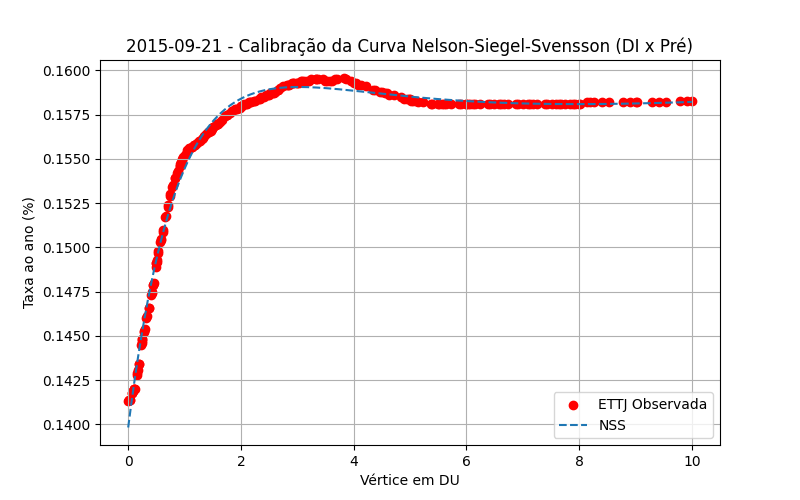 2015-09-21 - Calibração da Curva Nelson-Siegel-Svensson (DI x Pré)
Taxa ao ano (%)
0.1600
0.1575
0.1550
0.1525
0.1500
0.1475
0.1450
0.1425
0.1400
ETTJ Observada
NSS
0 2 4 6 8 10
Vértice em DU